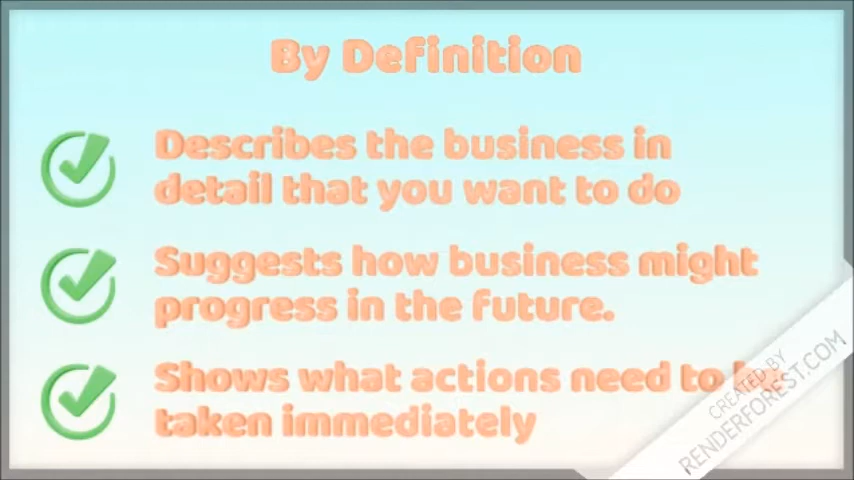 By Definition
Describes the business in
detail that you want to do
Suggests how business might
progress in the future.
Shows what actions need to be
taken immediately
CREATED BY
RENDERFOREST.COM